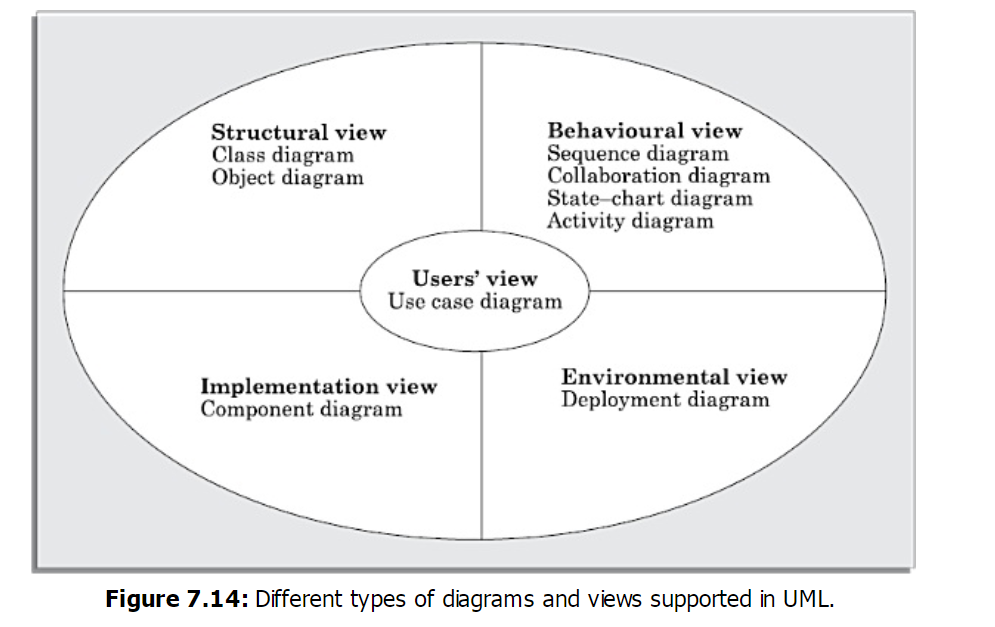 Structural view
Class diagram
Object diagram
Behavioural view
Sequence diagram
Collaboration diagram
State–chart diagram
Activity diagram
Users’ view
Use case diagram
Implementation view
Component diagram
Environmental view
Deployment diagram
Figure 7.14: Different types of diagrams and views supported in UML.